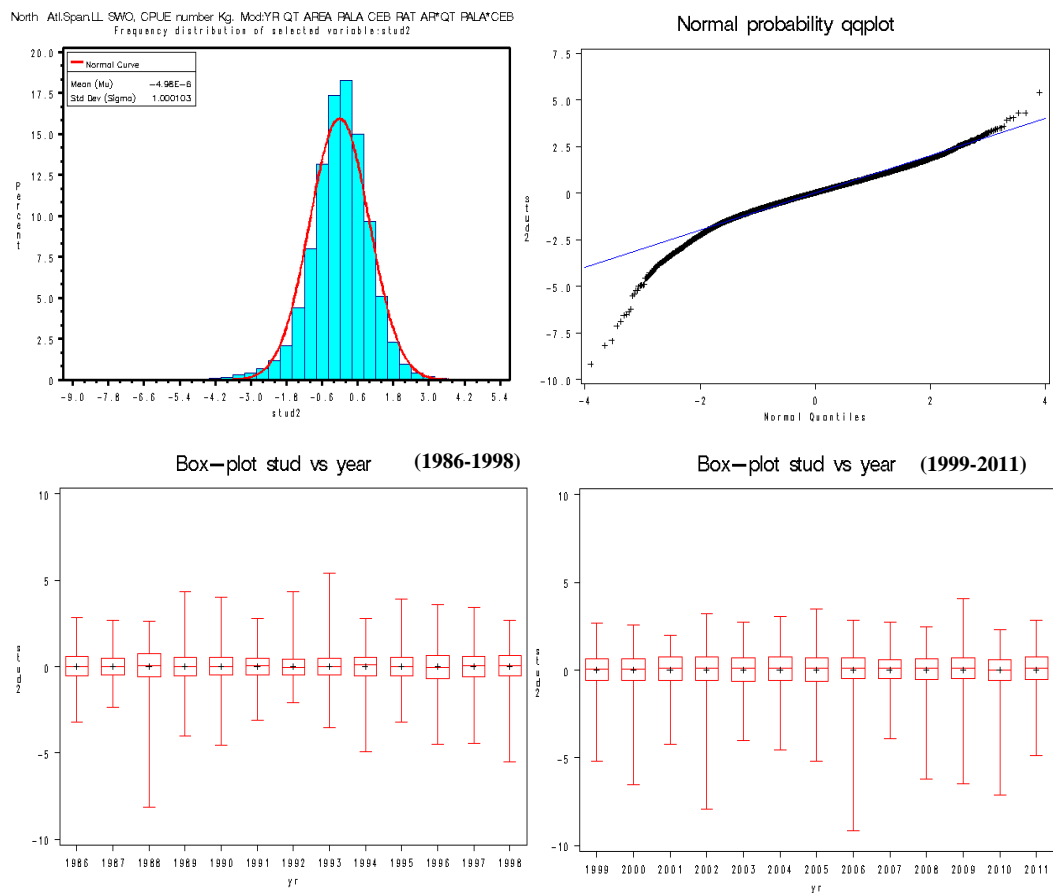 North Atl.Span.LL SWO, CPUE number Kg. Mod:YR QT AREA PALA CEB RAT AR*QT PALA*CEB
Frequency distribution of selected variable:stud2
20.0
17.5
15.0
12.5
10.0
7.5
5.0
2.5
0
Percent
Normal Curve
Mean (Mu) -4.98E-6
Std Dev (Sigma) 1.000103
-9.0 -7.8 -6.6 -5.4 -4.2 -3.0 -1.8 -0.6 0.6 1.8 3.0 4.2 5.4
stud2
Normal probability qqplot
5.0
2.5
0
-2.5
-5.0
-7.5
-10.0
stud2
-4 -2 0 2 4
Normal Quantiles
Box-plot stud vs year (1986-1998)
10
5
0
-5
-10
stud2
1986 1987 1988 1989 1990 1991 1992 1993 1994 1995 1996 1997 1998
yr
Box-plot stud vs year (1999-2011)
10
5
0
-5
-10
stud2
1999 2000 2001 2002 2003 2004 2005 2006 2007 2008 2009 2010 2011
yr